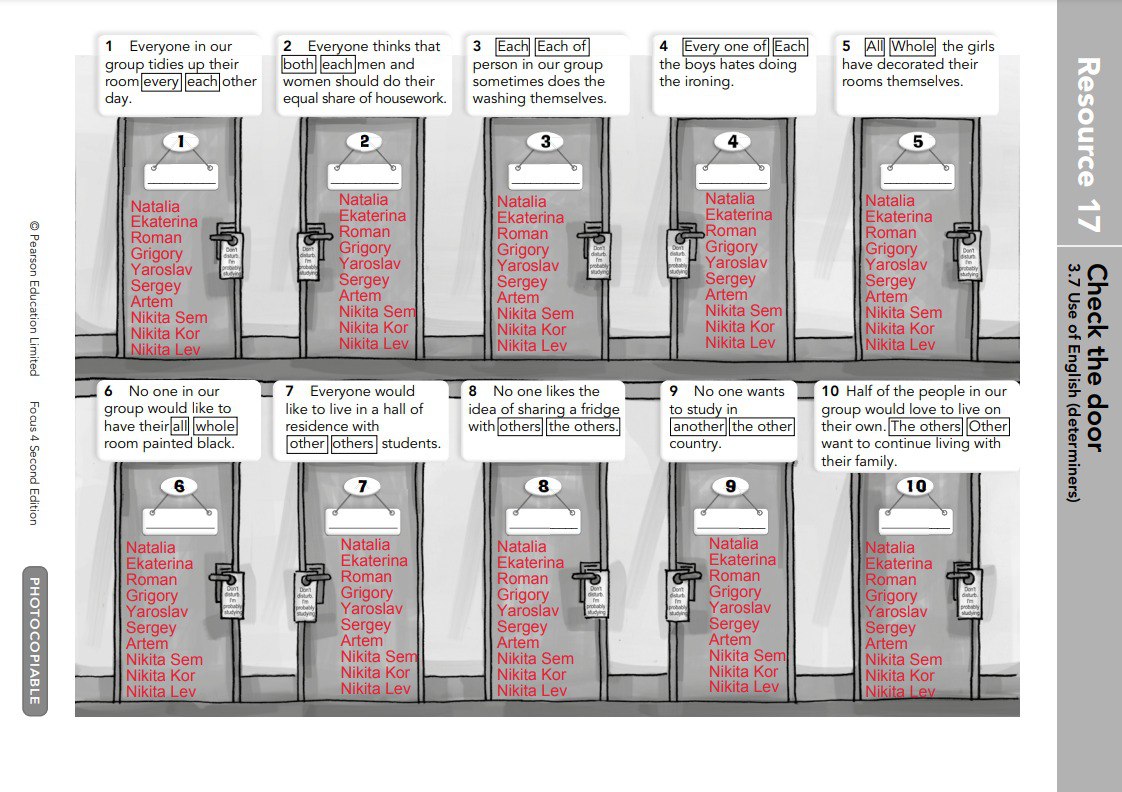 1 Everyone in our
group tidies up their
room every each other
day.
2 Everyone thinks that
both each men and
women should do their
equal share of housework.
3 Each Each of
person in our group
sometimes does the
washing themselves.
4 Every one of Each
the boys hates doing
the ironing.
5 All Whole the girls
have decorated their
rooms themselves.
1
Natalia
Ekaterina
Roman
Grigory
Yaroslav
Sergey
Artem
Nikita Sem
Nikita Kor
Nikita Lev
Don't
disturb.
I'm
probably
studying
2
Natalia
Ekaterina
Roman
Grigory
Yaroslav
Sergey
Artem
Nikita Sem
Nikita Kor
Nikita Lev
Don't
disturb.
I'm
probably
studying
3
Natalia
Ekaterina
Roman
Grigory
Yaroslav
Sergey
Artem
Nikita Sem
Nikita Kor
Nikita Lev
Don't
disturb.
I'm
probably
studying
4
Natalia
Ekaterina
Roman
Grigory
Yaroslav
Sergey
Artem
Nikita Sem
Nikita Kor
Nikita Lev
Don't
disturb.
I'm
probably
studying
5
Natalia
Ekaterina
Roman
Grigory
Yaroslav
Sergey
Artem
Nikita Sem
Nikita Kor
Nikita Lev
Don't
disturb.
I'm
probably
studying
6 No one in our
group would like to
have their all whole
room painted black.
7 Everyone would
like to live in a hall of
residence with
other others students.
8 No one likes the
idea of sharing a fridge
with others the others.
9 No one wants
to study in
another the other
country.
10 Half of the people in our
group would love to live on
their own. The others Other
want to continue living with
their family.
6
Natalia
Ekaterina
Roman
Grigory
Yaroslav
Sergey
Artem
Nikita Sem
Nikita Kor
Nikita Lev
Don't
disturb.
I'm
probably
studying
7
Natalia
Ekaterina
Roman
Grigory
Yaroslav
Sergey
Artem
Nikita Sem
Nikita Kor
Nikita Lev
Don't
disturb.
I'm
probably
studying
8
Natalia
Ekaterina
Roman
Grigory
Yaroslav
Sergey
Artem
Nikita Sem
Nikita Kor
Nikita Lev
Don't
disturb.
I'm
probably
studying
9
Natalia
Ekaterina
Roman
Grigory
Yaroslav
Sergey
Artem
Nikita Sem
Nikita Kor
Nikita Lev
Don't
disturb.
I'm
probably
studying
10
Natalia
Ekaterina
Roman
Grigory
Yaroslav
Sergey
Artem
Nikita Sem
Nikita Kor
Nikita Lev
Don't
disturb.
I'm
probably
studying
Resource 17
Check the door
3.7 Use of English (determiners)
© Pearson Education Limited Focus 4 Second Edition
PHOTOCOPIABLE